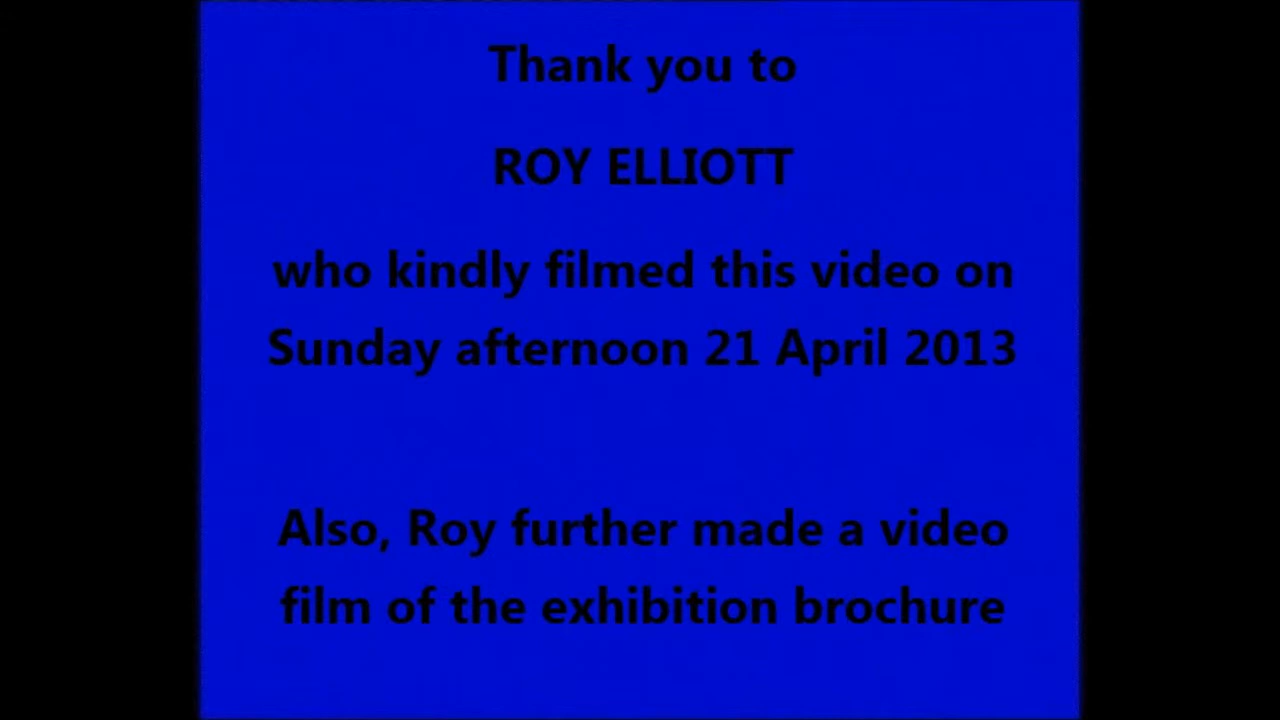 Thank you to
ROY ELLIOTT
who kindly filmed this video on
Sunday afternoon 21 April 2013
Also, Roy further made a video
film of the exhibition brochure